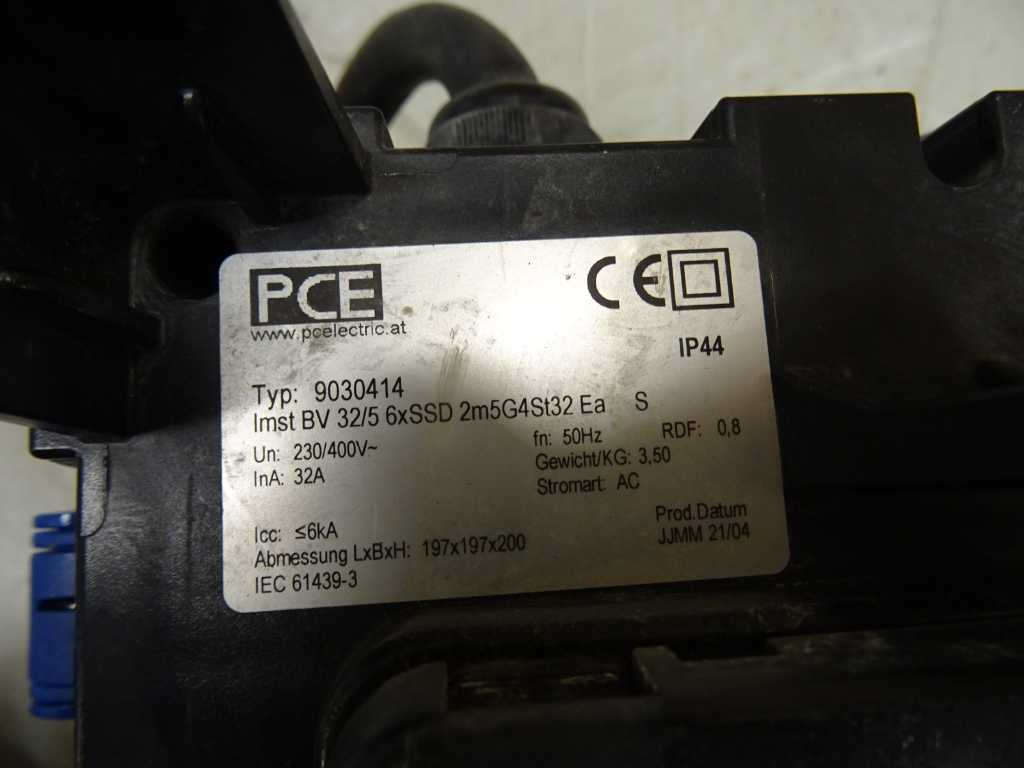 PCE
www.pcelectric.at
CE
IP44
Typ: 9030414
Imst BV 32/5 6xSSD 2m5G4St32 Ea S
Un: 230/400V~ fn: 50Hz RDF: 0,8
InA: 32A Gewicht/KG: 3,50
Stromart: AC
Icc: ≤6kA Prod.Datum
Abmessung LxBxH: 197x197x200 JJMM 21/04
IEC 61439-3